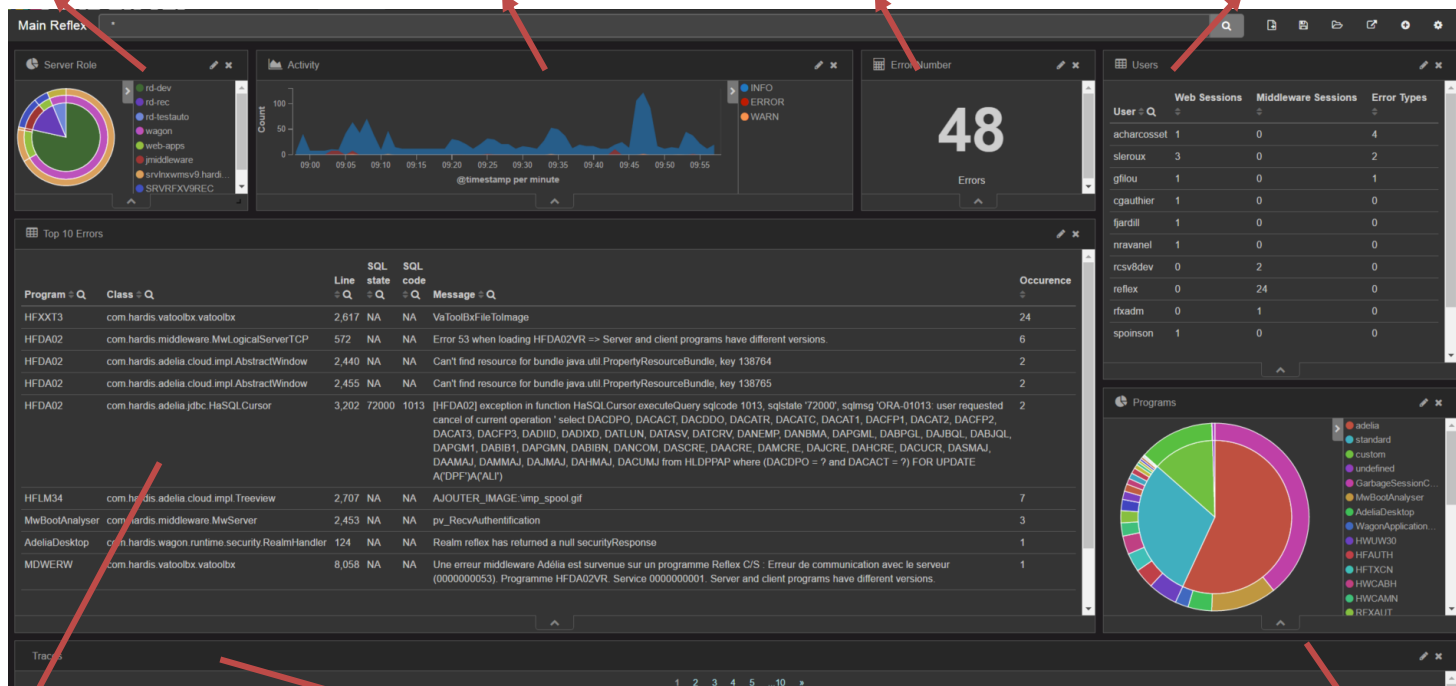 Main Reflex *
Server Role
rd-dev
rd-rec
rd-testauto
wagon
web-apps
jmiddleware
srvlnxwmsv9.hardi...
SRVRFXV9REC
Activity
Count
100
50
0
09:00 09:05 09:10 09:15 09:20 09:25 09:30 09:35 09:40 09:45 09:50 09:55
@timestamp per minute
INFO
ERROR
WARN
Error Number
48
Errors
Users
User Web Sessions Middleware Sessions Error Types
acharcosset 1 0 4
sleroux 3 0 2
gfilou 1 0 1
cgauthier 1 0 0
fjardill 1 0 0
nravanel 1 0 0
rcsv8dev 0 2 0
reflex 0 24 0
rfxadm 0 1 0
spoinson 1 0 0
Top 10 Errors
Program Class Line SQL state SQL code Message Occurence
HFXXT3 com.hardis.vatoolbx.vatoolbx 2,617 NA NA VaToolBxFileToImage 24
HFDA02 com.hardis.middleware.MwLogicalServerTCP 572 NA NA Error 53 when loading HFDA02VR => Server and client programs have different versions. 6
HFDA02 com.hardis.adelia.cloud.impl.AbstractWindow 2,440 NA NA Can't find resource for bundle java.util.PropertyResourceBundle, key 138764 2
HFDA02 com.hardis.adelia.cloud.impl.AbstractWindow 2,455 NA NA Can't find resource for bundle java.util.PropertyResourceBundle, key 138765 2
HFDA02 com.hardis.adelia.jdbc.HaSQLCursor 3,202 72000 1013 [HFDA02] exception in function HaSQLCursor.executeQuery sqlcode 1013, sqlstate '72000', sqlmsg 'ORA-01013: user requested 2
cancel of current operation ' select DACDPO, DACACT, DACDDO, DACATR, DACATC, DACAT1, DACFP1, DACAT2, DACFP2,
DACAT3, DACFP3, DADIID, DADIXD, DATLUN, DATASV, DATCRV, DANEMP, DANBMA, DAPGML, DABPGL, DAJBQL, DABJQL,
DAPGM1, DABIB1, DAPGMN, DABIBN, DANCOM, DASCRE, DAACRE, DAMCRE, DAJCRE, DAHCRE, DACUCR, DASMAJ,
DAAMAJ, DAMMAJ, DAJMAJ, DAHMAJ, DACUMJ from HLDPPAP where (DACDPO = ? and DACACT = ?) FOR UPDATE
A('DPF')A('ALI')
HFLM34 com.hardis.adelia.cloud.impl.Treeview 2,707 NA NA AJOUTER_IMAGE:\imp_spool.gif 7
MwBootAnalyser com.hardis.middleware.MwServer 2,453 NA NA pv_RecvAuthentification 3
AdeliaDesktop com.hardis.wagon.runtime.security.RealmHandler 124 NA NA Realm reflex has returned a null securityResponse 1
MDWERW com.hardis.vatoolbx.vatoolbx 8,058 NA NA Une erreur middleware Adélia est survenue sur un programme Reflex C/S : Erreur de communication avec le serveur 1
(0000000053). Programme HFDA02VR. Service 0000000001. Server and client programs have different versions.
Programs
adelia
standard
custom
undefined
GarbageSessionC...
MwBootAnalyser
AdeliaDesktop
WagonApplication...
HWUW30
HFAUTH
HFTXCN
HWCABH
HWCAMN
RFXAUT
Traces
1 2 3 4 5 ...10 »